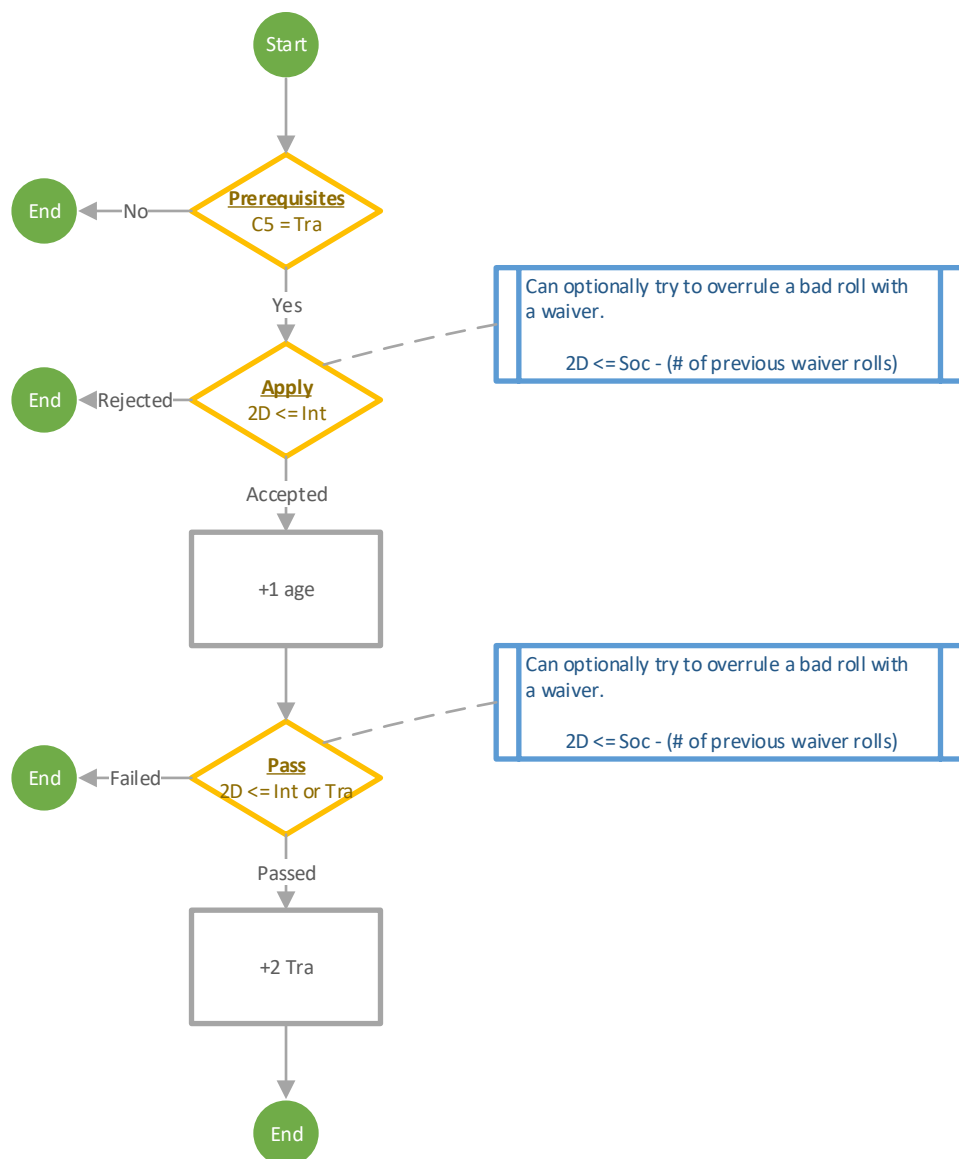 Start
Prerequisites
C5 = Tra
End
No
Yes
Can optionally try to overrule a bad roll with
a waiver.
2D <= Soc - (# of previous waiver rolls)
Apply
2D <= Int
End
Rejected
Accepted
+1 age
Can optionally try to overrule a bad roll with
a waiver.
2D <= Soc - (# of previous waiver rolls)
Pass
2D <= Int or Tra
End
Failed
Passed
+2 Tra
End